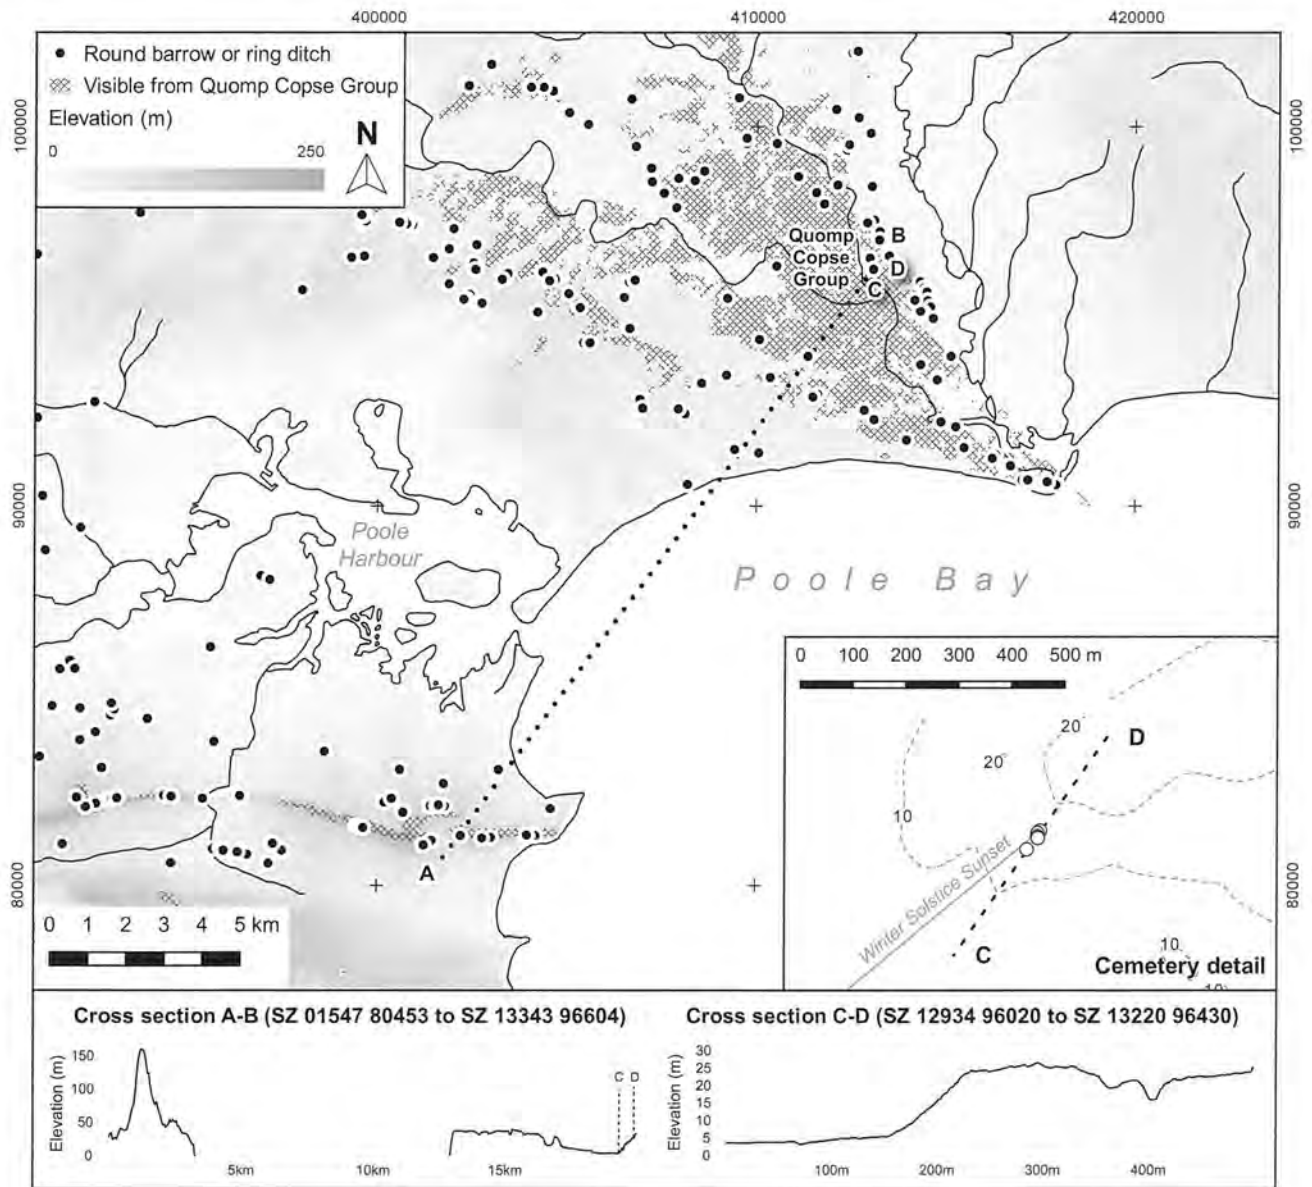 400000
410000
420000
Round barrow or ring ditch
Visible from Quomp Copse Group
Elevation (m)
0
250
N
100000
100000
Quomp
Copse
Group
B
D
C
90000
90000
Poole
Harbour
Poole Bay
80000
80000
A
0 1 2 3 4 5 km
0 100 200 300 400 500 m
20
20
10
D
Winter Solstice Sunset
C
10
10
Cemetery detail
Cross section A-B (SZ 01547 80453 to SZ 13343 96604)
Elevation (m)
150
100
50
0
C D
5km
10km
15km
Cross section C-D (SZ 12934 96020 to SZ 13220 96430)
Elevation (m)
30
25
20
15
10
5
0
100m
200m
300m
400m